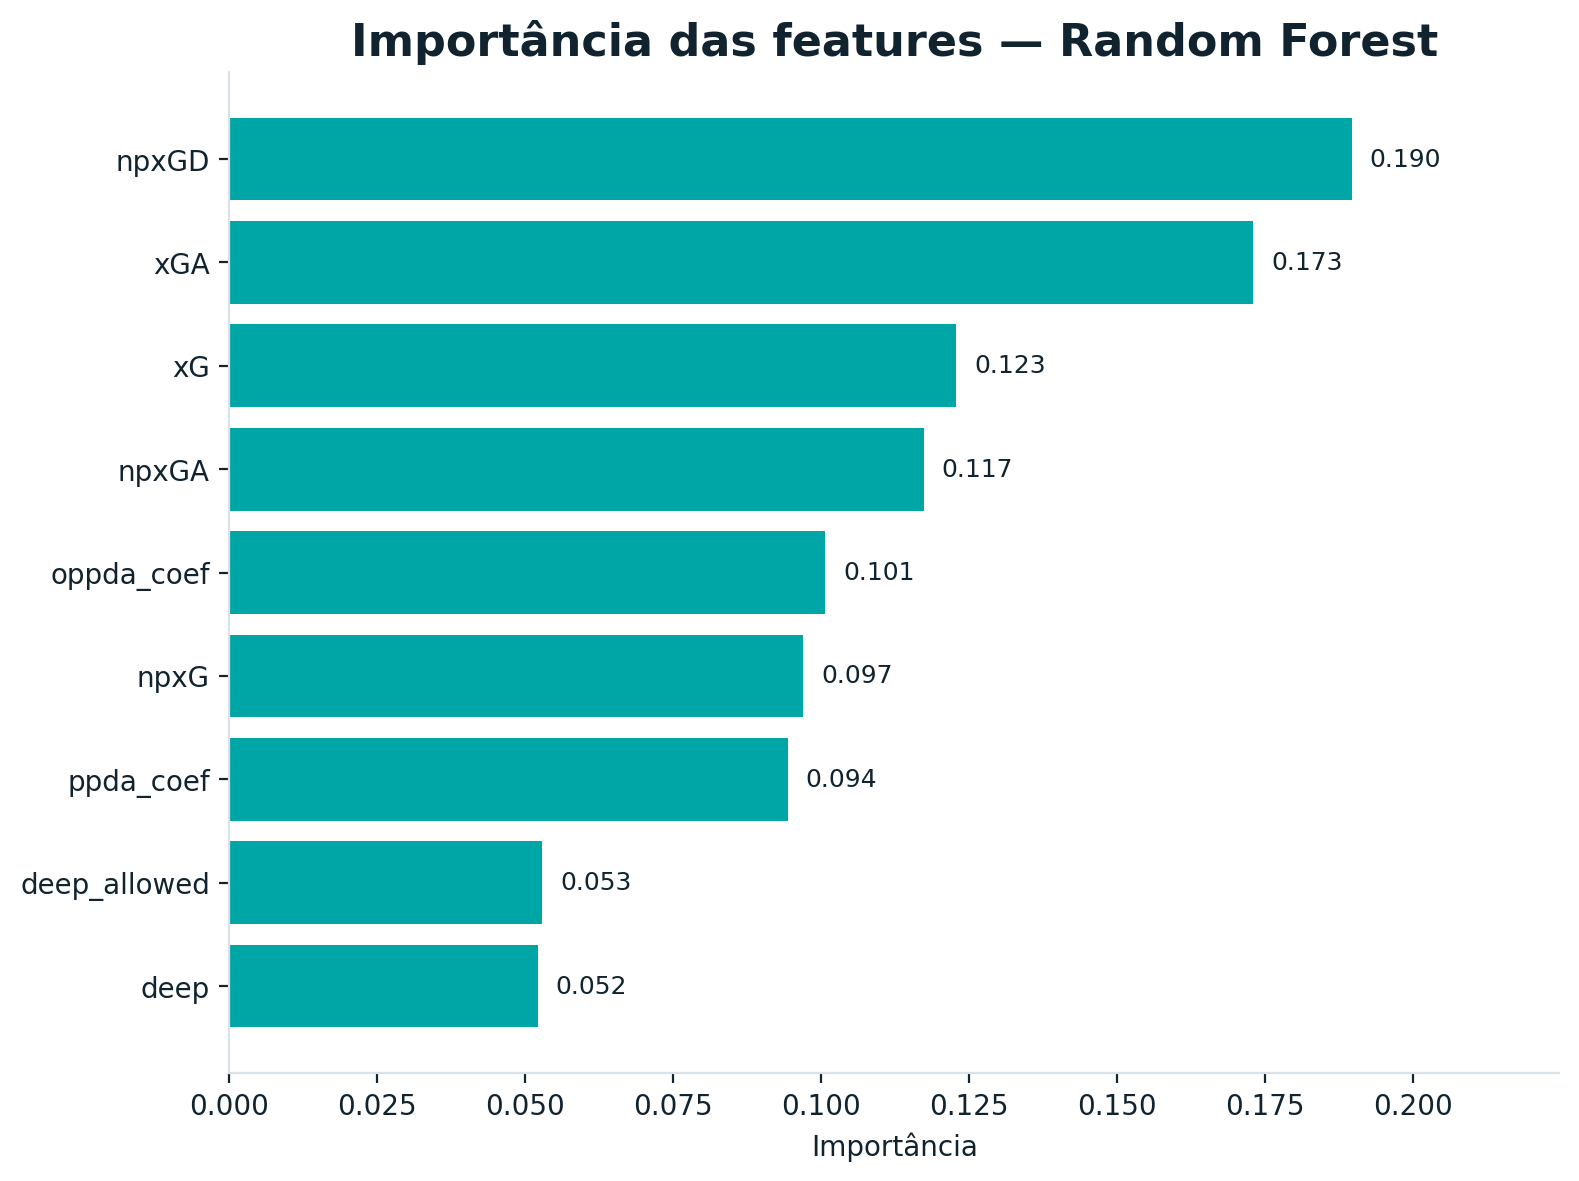 Importância das features — Random Forest
npxGD 0.190
xGA 0.173
xG 0.123
npxGA 0.117
oppda_coef 0.101
npxG 0.097
ppda_coef 0.094
deep_allowed 0.053
deep 0.052
0.000 0.025 0.050 0.075 0.100 0.125 0.150 0.175 0.200
Importância